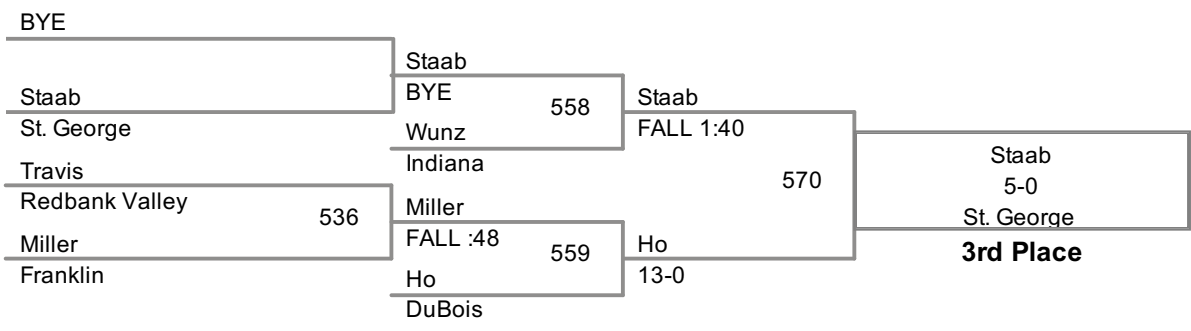 BYE
Staab
St. George
Travis
Redbank Valley
536
Miller
Franklin
Staab
BYE
558
Wunz
Indiana
Miller
FALL :48
559
Ho
DuBois
Staab
FALL 1:40
570
Ho
13-0
Staab
5-0
St. George
3rd Place